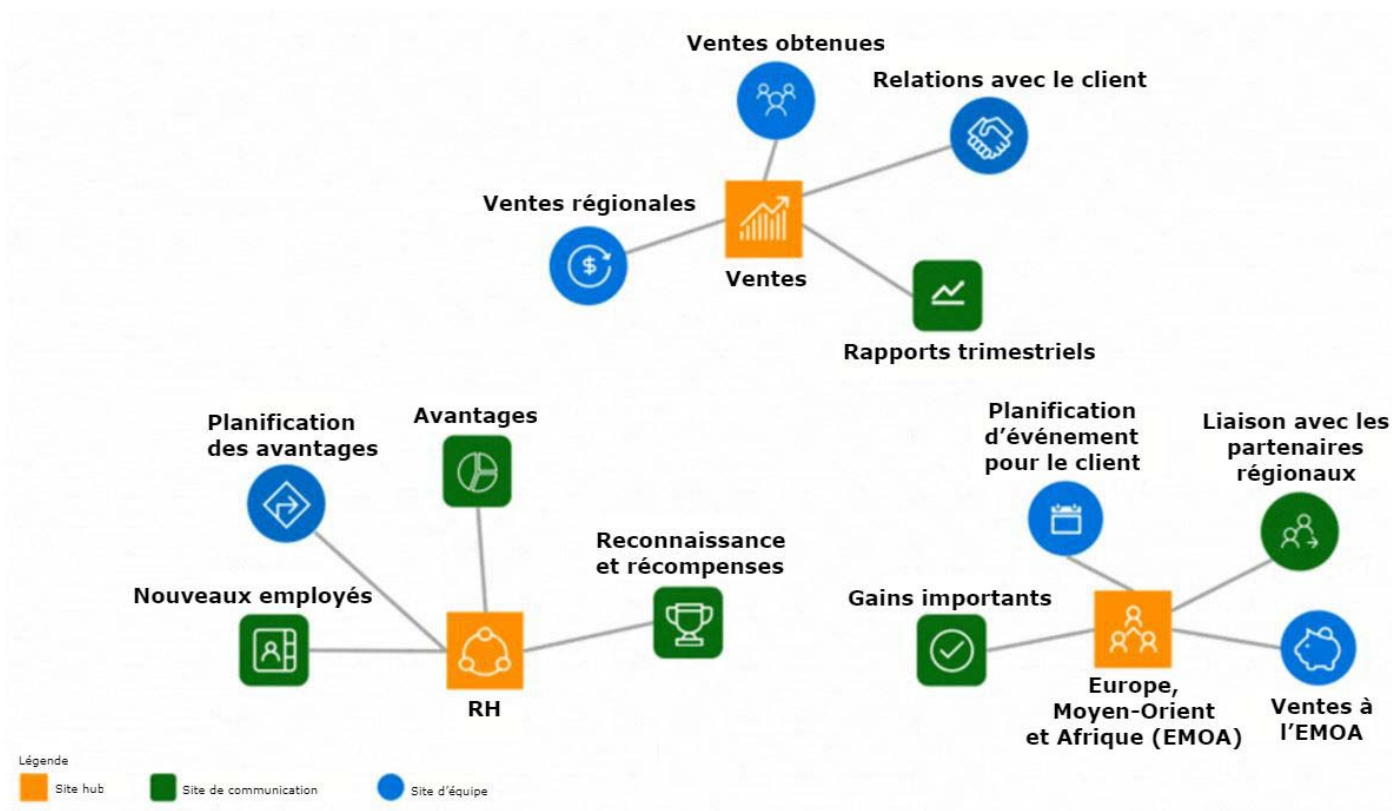 Ventes obtenues
Relations avec le client
Ventes régionales
$
Ventes
Rapports trimestriels
Planification
des avantages
Avantages
Reconnaissance
et récompenses
Nouveaux employés
RH
Planification
d’événement
pour le client
Liaison avec les
partenaires
régionaux
Gains importants
Europe,
Moyen-Orient
et Afrique (EMOA)
Ventes à
l’EMOA
Légende
Site hub
Site de communication
Site d’équipe